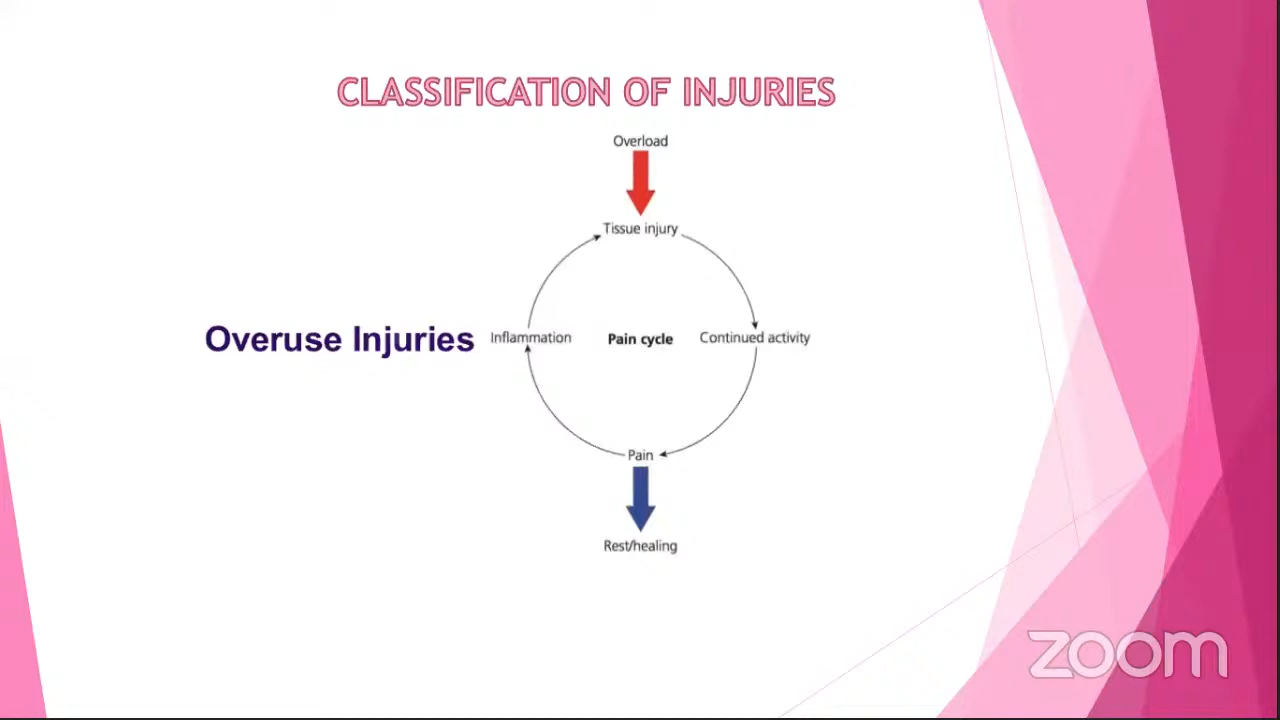 CLASSIFICATION OF INJURIES
Overload
Tissue injury
Overuse Injuries
Inflammation
Pain cycle
Continued activity
Pain
Rest/healing
zoom